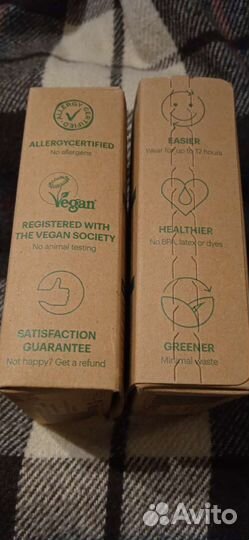 ALLERGY CERTIFIED
ALLERGYCERTIFIED
No allergens
Vegan
REGISTERED WITH
THE VEGAN SOCIETY
No animal testing
SATISFACTION
GUARANTEE
Not happy? Get a refund
EASIER
Wear for up to 12 hours
HEALTHIER
No BPA, latex or dyes
GREENER
Minimal waste
Avito